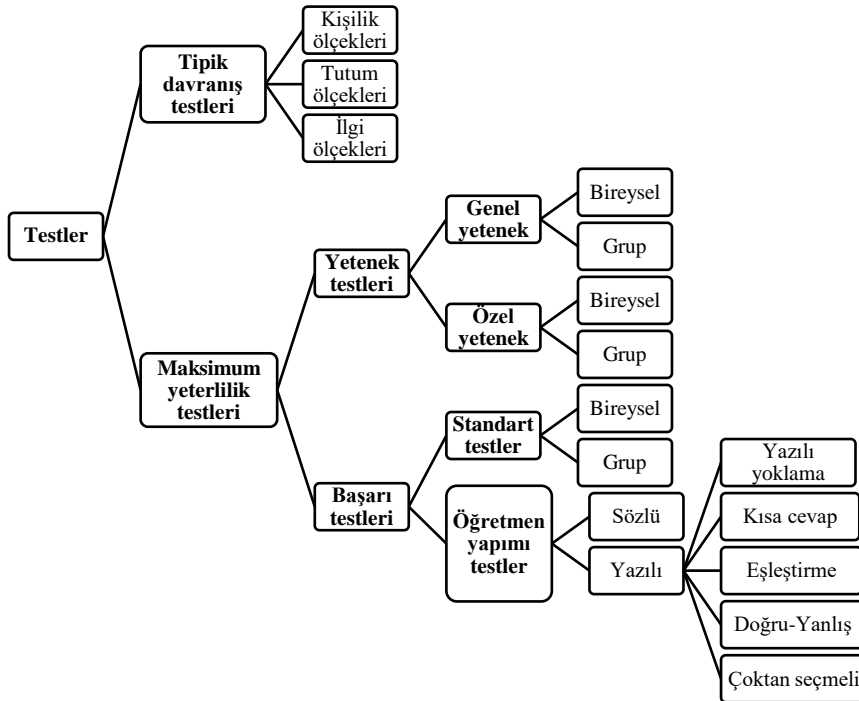 Testler
Tipik
davranış
testleri
Kişilik
ölçekleri
Tutum
ölçekleri
İlgi
ölçekleri
Maksimum
yeterlilik
testleri
Yetenek
testleri
Genel
yetenek
Bireysel
Grup
Özel
yetenek
Bireysel
Grup
Başarı
testleri
Standart
testler
Bireysel
Grup
Öğretmen
yapımı
testler
Sözlü
Yazılı
Yazılı
yoklama
Kısa cevap
Eşleştirme
Doğru-Yanlış
Çoktan seçmeli